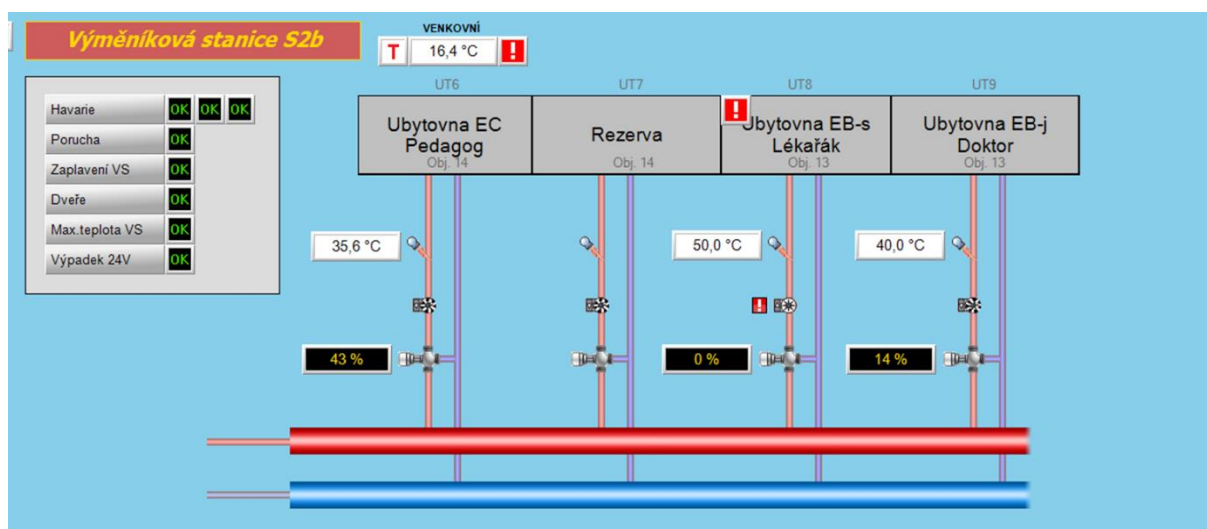 Výměníková stanice S2b
VENKOVNÍ
T 16,4 °C !
Havarie OK OK OK
Porucha OK
Zaplavení VS OK
Dveře OK
Max.teplota VS OK
Výpadek 24V OK
UT6 UT7 UT8 UT9
Ubytovna EC
Pedagog
Obj. 14
Rezerva
Obj. 14
!
Ubytovna EB-s
Lékařák
Obj. 13
Ubytovna EB-j
Doktor
Obj. 13
35,6 °C 50,0 °C 40,0 °C
!
43 % 0 % 14 %